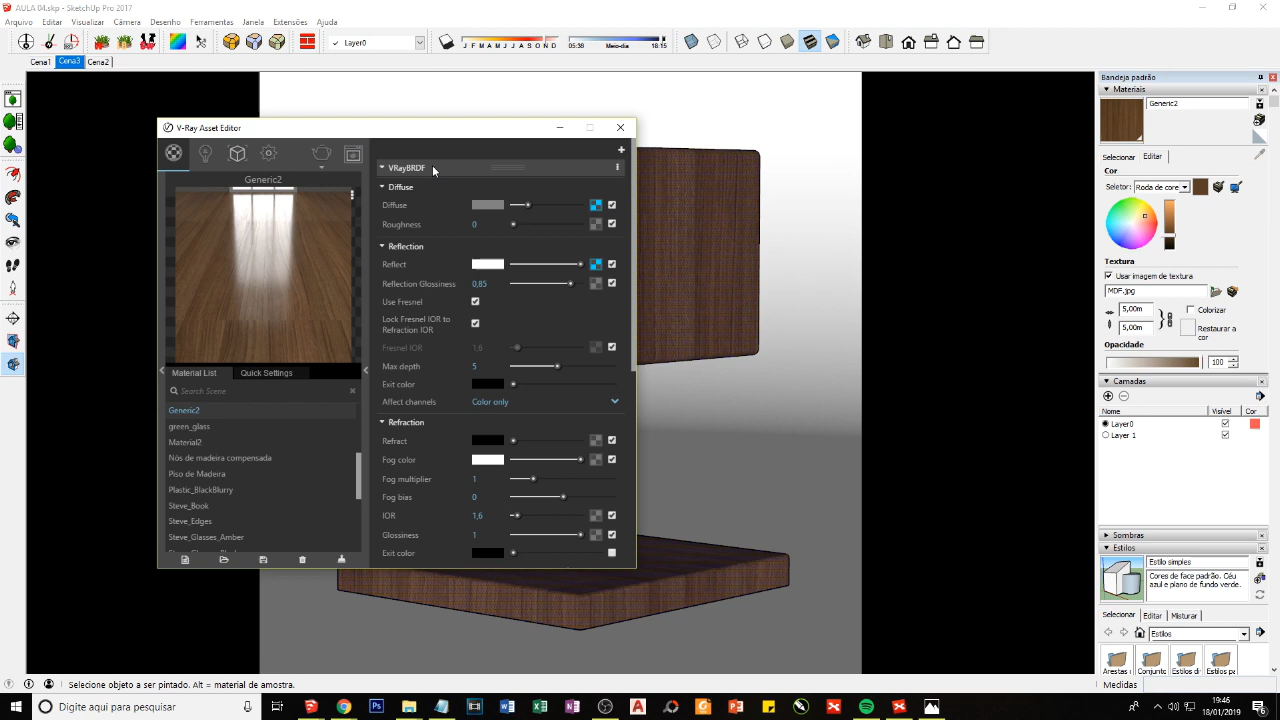 AULA 04.skp - SketchUp Pro 2017
Arquivo Editar Visualizar Câmera Desenho Ferramentas Janela Extensões Ajuda
Layer0
J F M A M J J A S O N D
05:38 Meio-dia 18:15
Cena1 Cena3 Cena2
Bandeja padrão
Materiais
Generic2
Selecionar Editar
Cor:
Selector: Roda de core
Textura
Usar imagem de textura
MDF.jpg
5,00m
5,00m
Colorizar
Restaurar a cor
Opacidade
100
Camadas
Nome Visível Cor
Layer0
Layer 1
Sombras
Estilos
Estilo simples
Cores de face padrão. Céu azul e plano de fundo verde.
Selecionar Editar Misturar
Estilos
Arestas Conjunto Estilos di Estilos pe
Medidas
V-Ray Asset Editor
Generic2
Material List Quick Settings
Search Scene
Generic2
green_glass
Material2
Nós de madeira compensada
Piso de Madeira
Plastic_BlackBlurry
Steve_Book
Steve_Edges
Steve_Glasses_Amber
VRayBRDF
Diffuse
Diffuse
Roughness 0
Reflection
Reflect
Reflection Glossiness 0,85
Use Fresnel
Lock Fresnel IOR to
Refraction IOR
Fresnel IOR 1,6
Max depth 5
Exit color
Affect channels Color only
Refraction
Refract
Fog color
Fog multiplier 1
Fog bias 0
IOR 1,6
Glossiness 1
Exit color
Selecione objeto a ser pintado. Alt = material de amostra.
Digite aqui para pesquisar
19:46
18/01/2019